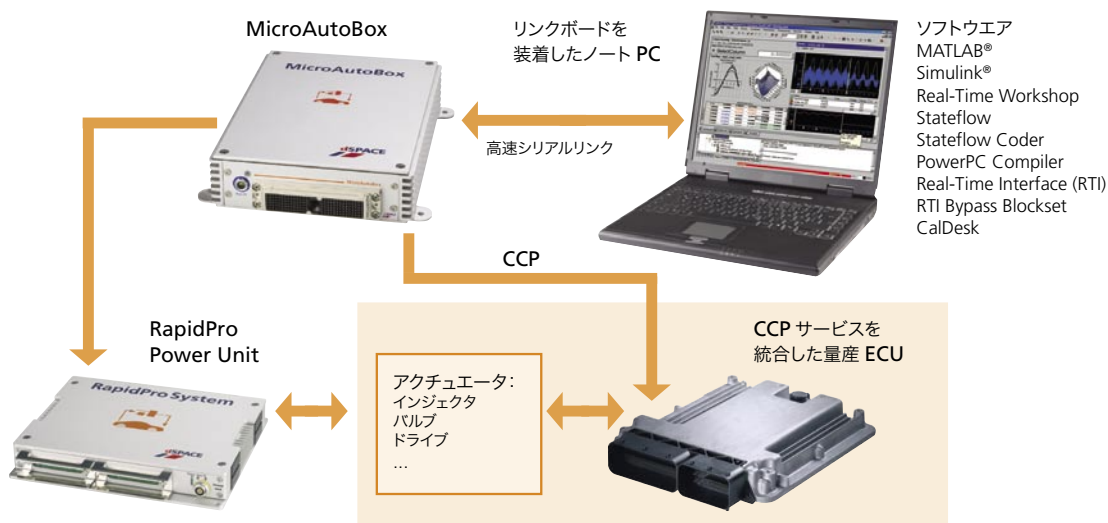 MicroAutoBox
リンクボードを
装着したノート PC
ソフトウエア
MATLAB®
Simulink®
Real-Time Workshop
Stateflow
Stateflow Coder
PowerPC Compiler
Real-Time Interface (RTI)
RTI Bypass Blockset
CalDesk
MicroAutoBox
dSPACE
MicroAutoBox
高速シリアルリンク
CCP
RapidPro
Power Unit
CCP サービスを
統合した量産 ECU
RapidPro System
dSPACE
アクチュエータ：
インジェクタ
バルブ
ドライブ
…